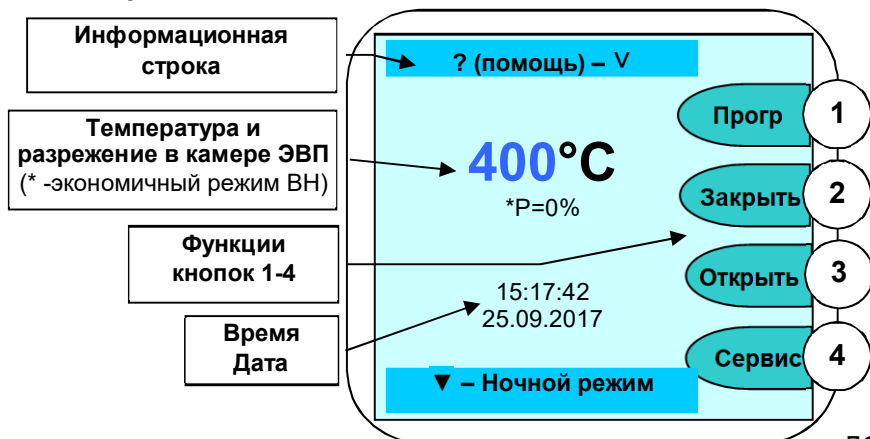 Информационная
строка
Температура и
разрежение в камере ЭВП
(* -экономичный режим ВН)
Функции
кнопок 1-4
Время
Дата
? (помощь) – V
400°C
*P=0%
15:17:42
25.09.2017
▼ – Ночной режим
Прогр 1
Закрыть 2
Открыть 3
Сервис 4